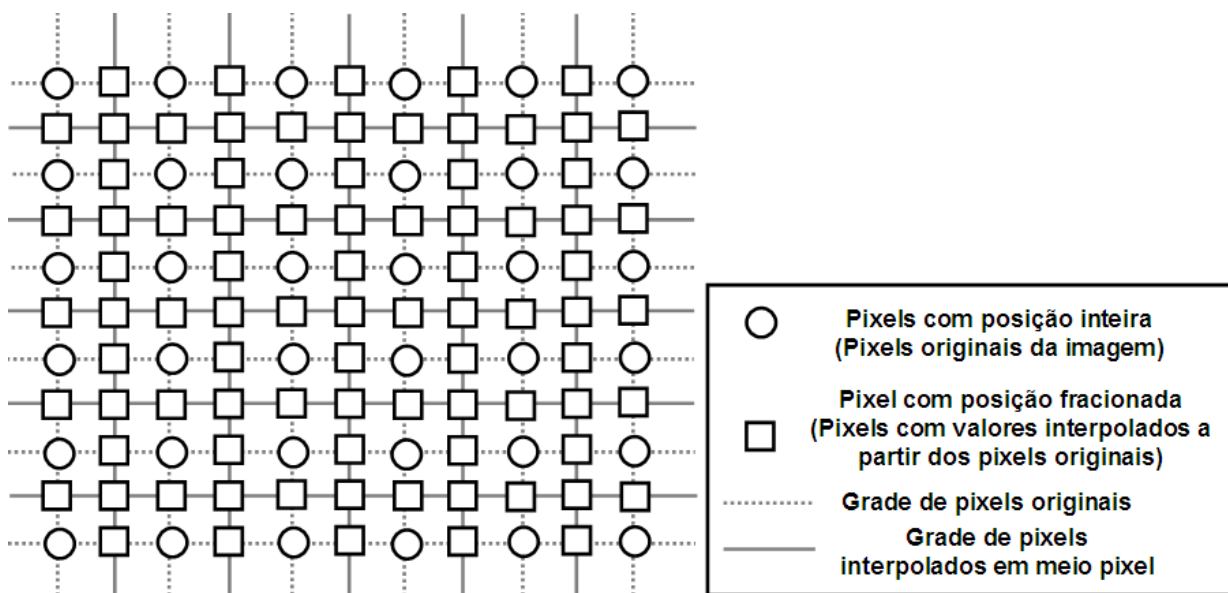 Pixels com posição inteira
(Pixels originais da imagem)
Pixel com posição fracionada
(Pixels com valores interpolados a
partir dos pixels originais)
Grade de pixels originais
Grade de pixels
interpolados em meio pixel